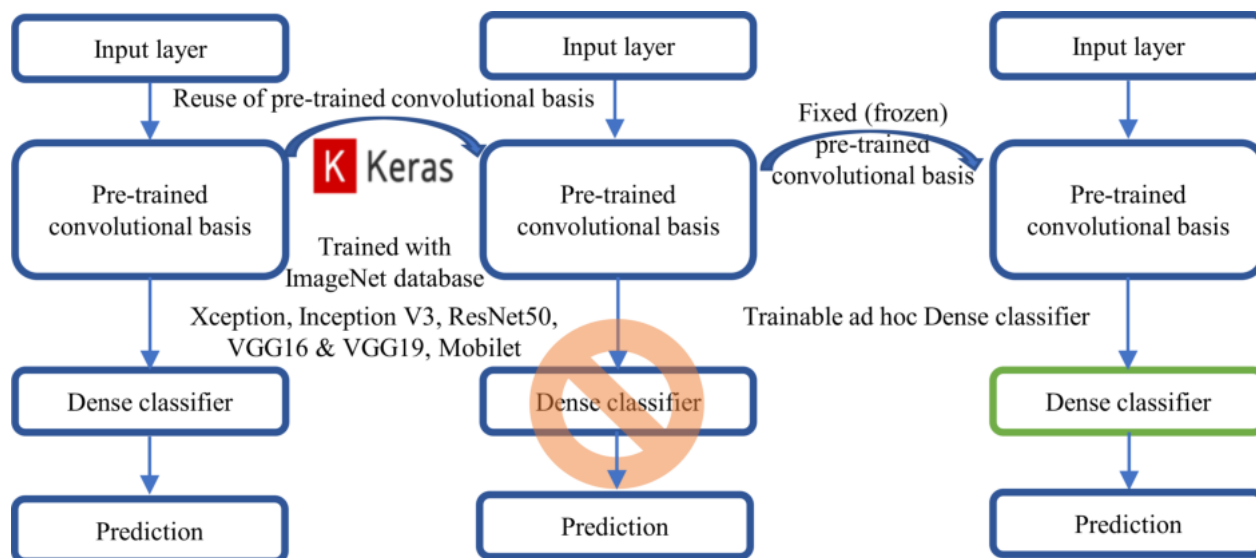 Input layer
Input layer
Input layer
Reuse of pre-trained convolutional basis
Fixed (frozen)
pre-trained
convolutional basis
K Keras
Pre-trained
convolutional basis
Pre-trained
convolutional basis
Pre-trained
convolutional basis
Trained with
ImageNet database
Xception, Inception V3, ResNet50,
VGG16 & VGG19, Mobilet
Trainable ad hoc Dense classifier
Dense classifier
Dense classifier
Dense classifier
Prediction
Prediction
Prediction